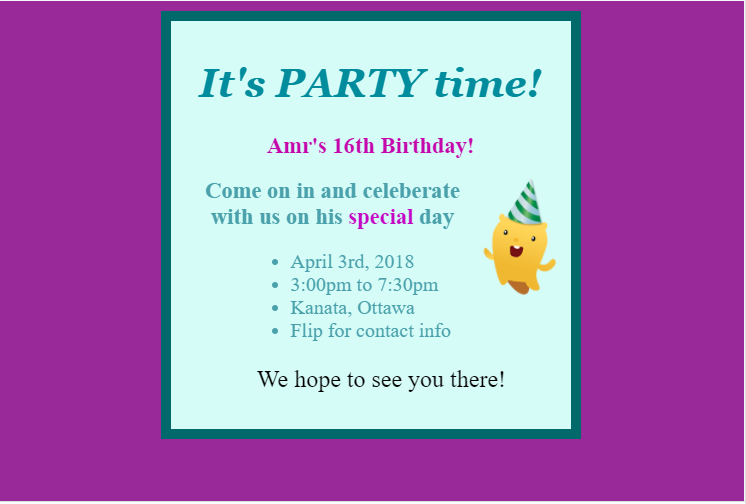 It's PARTY time!
Amr's 16th Birthday!
Come on in and celeberate
with us on his special day
April 3rd, 2018
3:00pm to 7:30pm
Kanata, Ottawa
Flip for contact info
We hope to see you there!